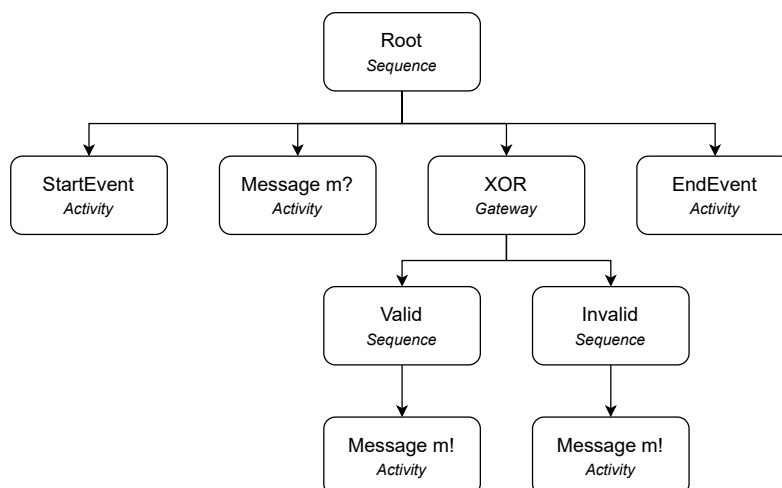 Root
Sequence
StartEvent
Activity
Message m?
Activity
XOR
Gateway
EndEvent
Activity
Valid
Sequence
Invalid
Sequence
Message m!
Activity
Message m!
Activity